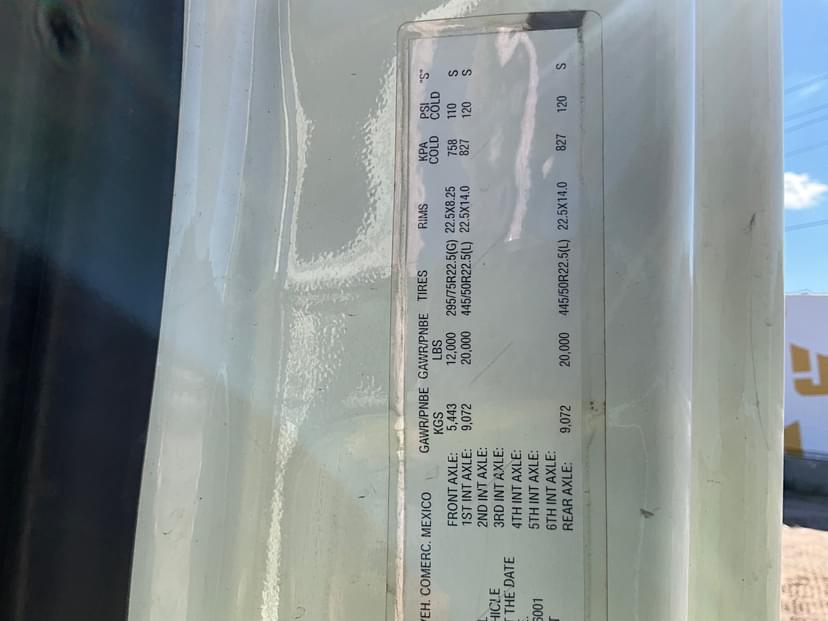 VEH. COMERC. MEXICO
GAWR/PNBE GAWR/PNBE TIRES RIMS KPA PSI "S"
KGS LBS COLD COLD
FRONT AXLE: 5,443 12,000 295/75R22.5(G) 22.5X8.25 758 110 S
1ST INT AXLE: 9,072 20,000 445/50R22.5(L) 22.5X14.0 827 120 S
2ND INT AXLE:
3RD INT AXLE:
4TH INT AXLE:
5TH INT AXLE:
6TH INT AXLE:
REAR AXLE: 9,072 20,000 445/50R22.5(L) 22.5X14.0 827 120 S
HICLE
THE DATE
6001